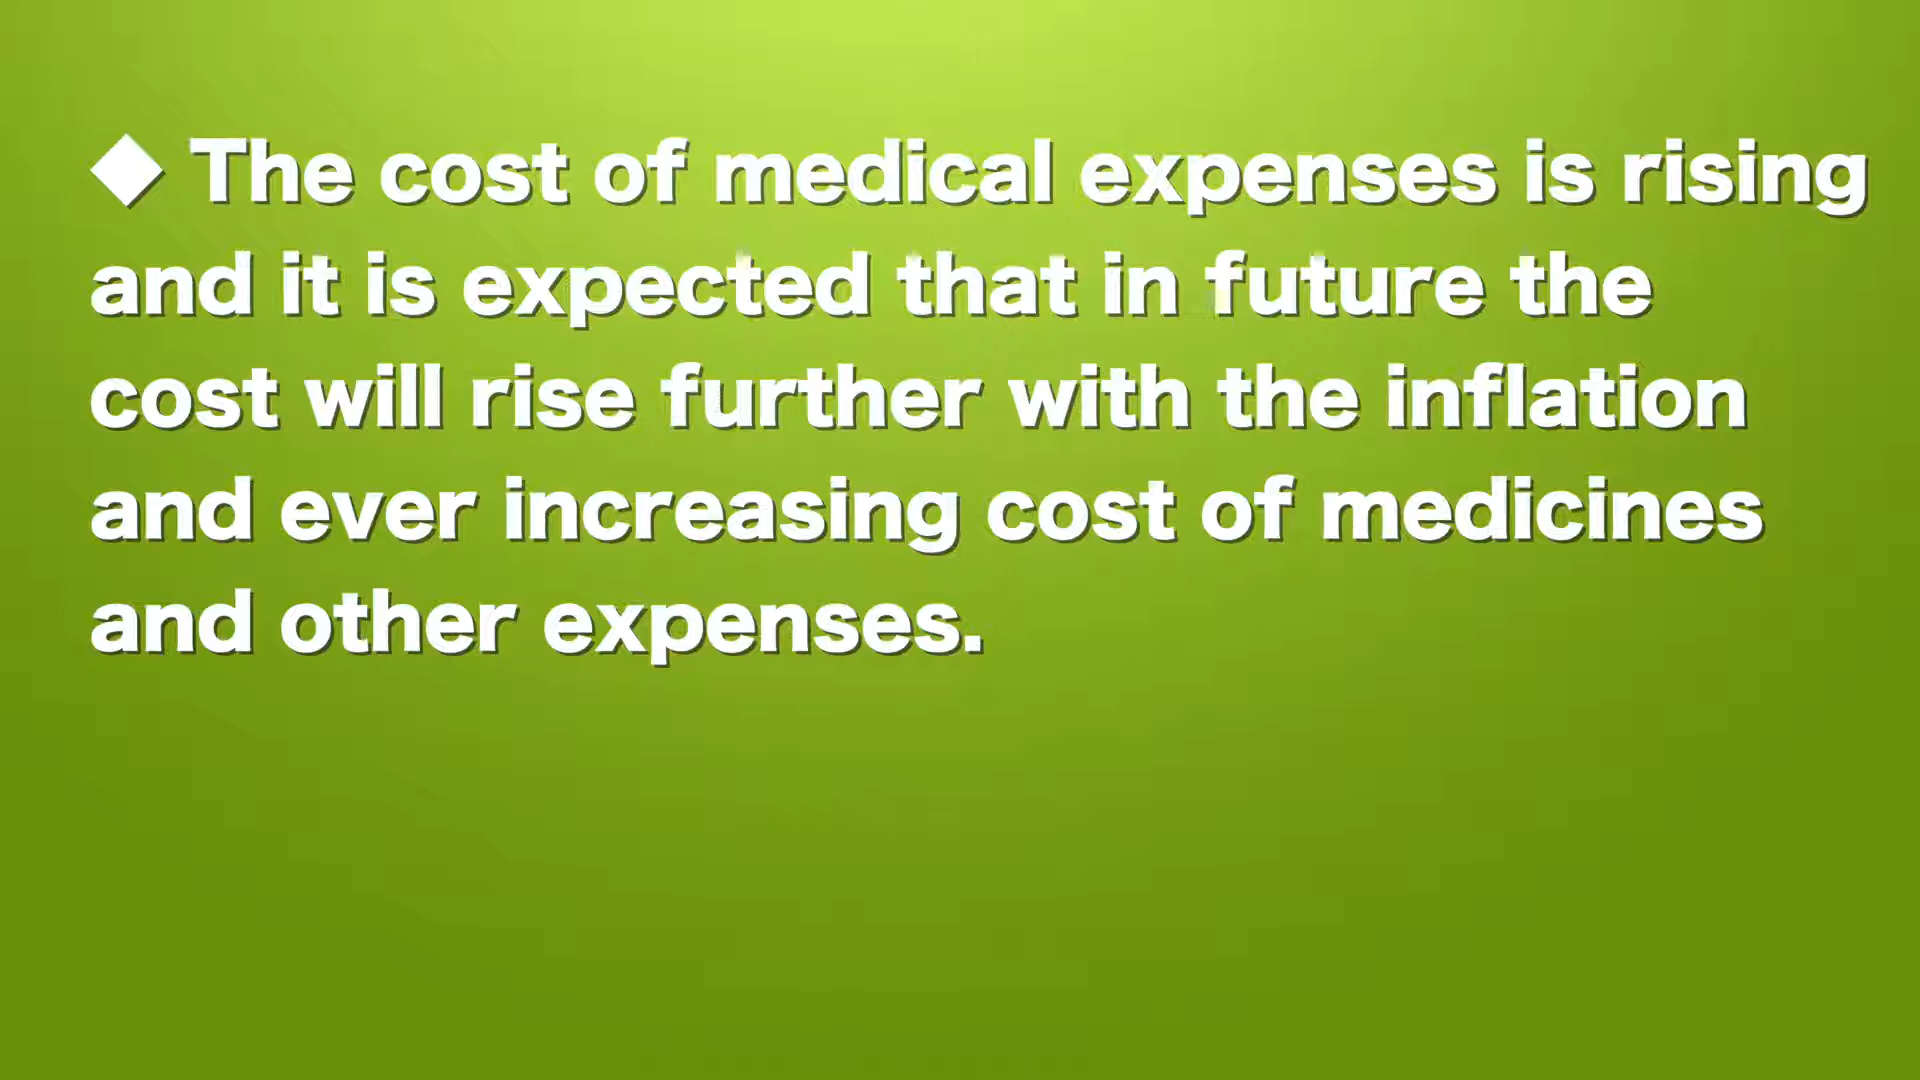 ◆ The cost of medical expenses is rising
and it is expected that in future the
cost will rise further with the inflation
and ever increasing cost of medicines
and other expenses.